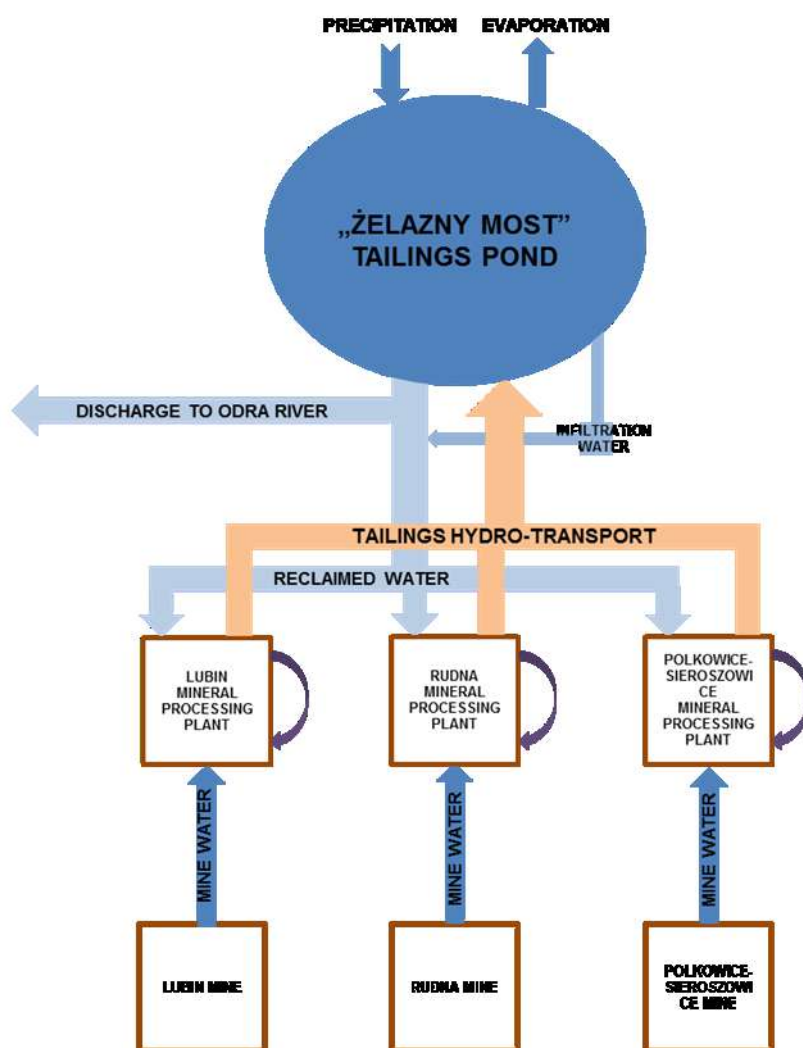 PRECIPITATION
EVAPORATION
„ŻELAZNY MOST”
TAILINGS POND
DISCHARGE TO ODRA RIVER
INFILTRATION
WATER
TAILINGS HYDRO-TRANSPORT
RECLAIMED WATER
LUBIN
MINERAL
PROCESSING
PLANT
RUDNA
MINERAL
PROCESSING
PLANT
POLKOWICE-
SIEROSZOWI
CE
MINERAL
PROCESSING
PLANT
MINE WATER
MINE WATER
MINE WATER
LUBIN MINE
RUDNA MINE
POLKOWICE-
SIEROSZOWI
CE MINE